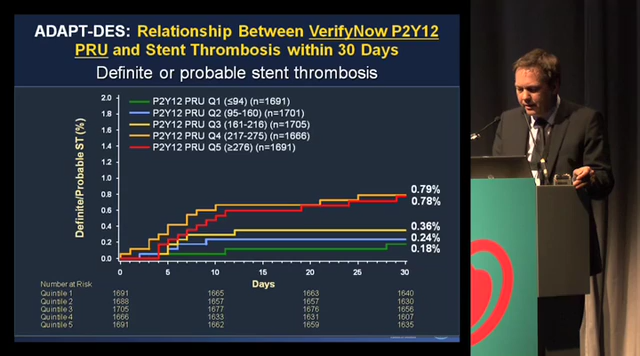 ADAPT-DES: Relationship Between VerifyNow P2Y12
PRU and Stent Thrombosis within 30 Days
Definite or probable stent thrombosis
Definite/Probable ST (%)
2.0
1.8
1.6
1.4
1.2
1.0
0.8
0.6
0.4
0.2
0.0
P2Y12 PRU Q1 (≤94) (n=1691)
P2Y12 PRU Q2 (95-160) (n=1701)
P2Y12 PRU Q3 (161-216) (n=1705)
P2Y12 PRU Q4 (217-275) (n=1666)
P2Y12 PRU Q5 (≥276) (n=1691)
0.79%
0.78%
0.36%
0.24%
0.18%
0 5 10 15 20 25 30
Days
Number at Risk
Quintile 1 1691 1665 1663 1640
Quintile 2 1688 1657 1657 1630
Quintile 3 1705 1677 1676 1656
Quintile 4 1666 1633 1631 1607
Quintile 5 1691 1662 1659 1635